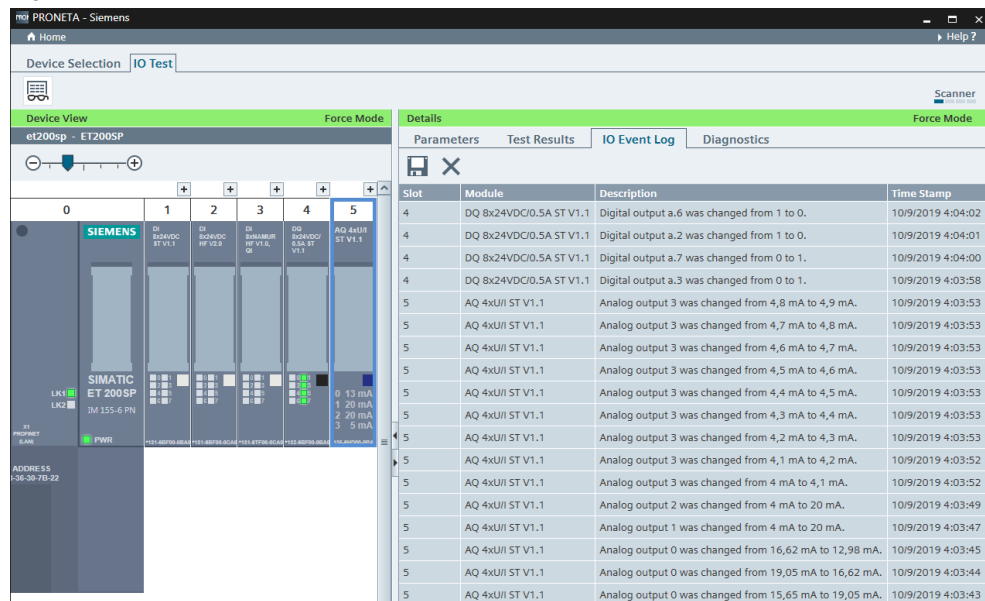 PRONETA - Siemens
Home
Help ?
Device Selection
IO Test
Scanner
Device View Force Mode
et200sp - ET200SP
0 1 2 3 4 5
SIEMENS
DI
8x24VDC
ST V1.1
DI
8x24VDC
HF V2.0
DI
8xNAMUR
HF V1.0,
QI
DQ
8x24VDC/
0.5A ST
V1.1
AQ 4xU/I
ST V1.1
SIMATIC
ET 200SP
IM 155-6 PN
LK1
LK2
X1
PROFINET
(LAN)
PWR
0 13 mA
1 20 mA
2 20 mA
3 5 mA
ADDRESS
-36-30-7B-22
Details Force Mode
Parameters Test Results IO Event Log Diagnostics
Slot Module Description Time Stamp
4 DQ 8x24VDC/0.5A ST V1.1 Digital output a.6 was changed from 1 to 0. 10/9/2019 4:04:02
4 DQ 8x24VDC/0.5A ST V1.1 Digital output a.2 was changed from 1 to 0. 10/9/2019 4:04:01
4 DQ 8x24VDC/0.5A ST V1.1 Digital output a.7 was changed from 0 to 1. 10/9/2019 4:04:00
4 DQ 8x24VDC/0.5A ST V1.1 Digital output a.3 was changed from 0 to 1. 10/9/2019 4:03:58
5 AQ 4xU/I ST V1.1 Analog output 3 was changed from 4,8 mA to 4,9 mA. 10/9/2019 4:03:53
5 AQ 4xU/I ST V1.1 Analog output 3 was changed from 4,7 mA to 4,8 mA. 10/9/2019 4:03:53
5 AQ 4xU/I ST V1.1 Analog output 3 was changed from 4,6 mA to 4,7 mA. 10/9/2019 4:03:53
5 AQ 4xU/I ST V1.1 Analog output 3 was changed from 4,5 mA to 4,6 mA. 10/9/2019 4:03:53
5 AQ 4xU/I ST V1.1 Analog output 3 was changed from 4,4 mA to 4,5 mA. 10/9/2019 4:03:53
5 AQ 4xU/I ST V1.1 Analog output 3 was changed from 4,3 mA to 4,4 mA. 10/9/2019 4:03:53
5 AQ 4xU/I ST V1.1 Analog output 3 was changed from 4,2 mA to 4,3 mA. 10/9/2019 4:03:53
5 AQ 4xU/I ST V1.1 Analog output 3 was changed from 4,1 mA to 4,2 mA. 10/9/2019 4:03:52
5 AQ 4xU/I ST V1.1 Analog output 3 was changed from 4 mA to 4,1 mA. 10/9/2019 4:03:52
5 AQ 4xU/I ST V1.1 Analog output 2 was changed from 4 mA to 20 mA. 10/9/2019 4:03:49
5 AQ 4xU/I ST V1.1 Analog output 1 was changed from 4 mA to 20 mA. 10/9/2019 4:03:47
5 AQ 4xU/I ST V1.1 Analog output 0 was changed from 16,62 mA to 12,98 mA. 10/9/2019 4:03:45
5 AQ 4xU/I ST V1.1 Analog output 0 was changed from 19,05 mA to 16,62 mA. 10/9/2019 4:03:44
5 AQ 4xU/I ST V1.1 Analog output 0 was changed from 15,65 mA to 19,05 mA. 10/9/2019 4:03:43